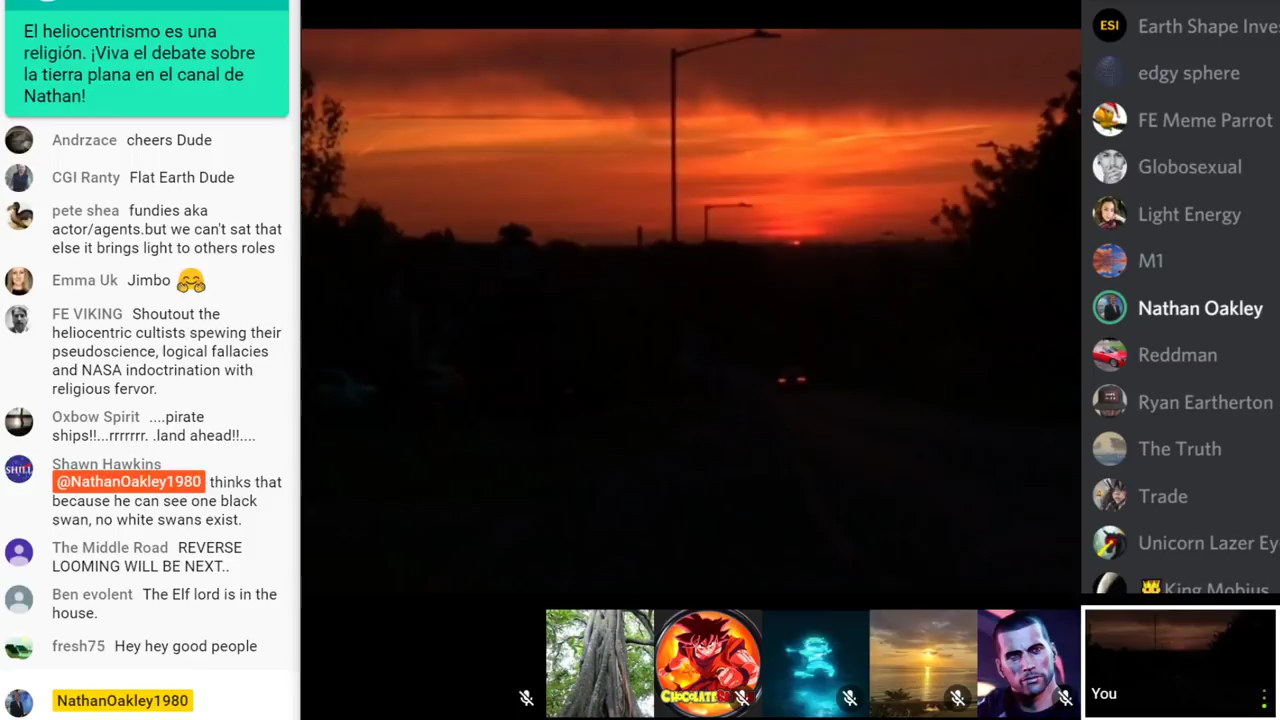 El heliocentrismo es una
religión. ¡Viva el debate sobre
la tierra plana en el canal de
Nathan!
Andrzace cheers Dude
CGI Ranty Flat Earth Dude
pete shea fundies aka
actor/agents.but we can't sat that
else it brings light to others roles
Emma Uk Jimbo 🤗
FE VIKING Shoutout the
heliocentric cultists spewing their
pseudoscience, logical fallacies
and NASA indoctrination with
religious fervor.
Oxbow Spirit ....pirate
ships!!...rrrrrrr. .land ahead!!....
SHILL
Shawn Hawkins
@NathanOakley1980 thinks that
because he can see one black
swan, no white swans exist.
The Middle Road REVERSE
LOOMING WILL BE NEXT..
Ben evolent The Elf lord is in the
house.
fresh75 Hey hey good people
NathanOakley1980
ESI Earth Shape Inve
edgy sphere
FE Meme Parrot
Globosexual
Light Energy
M1
Nathan Oakley
Reddman
Ryan Eartherton
The Truth
Trade
Unicorn Lazer Ey
King Mobius
You